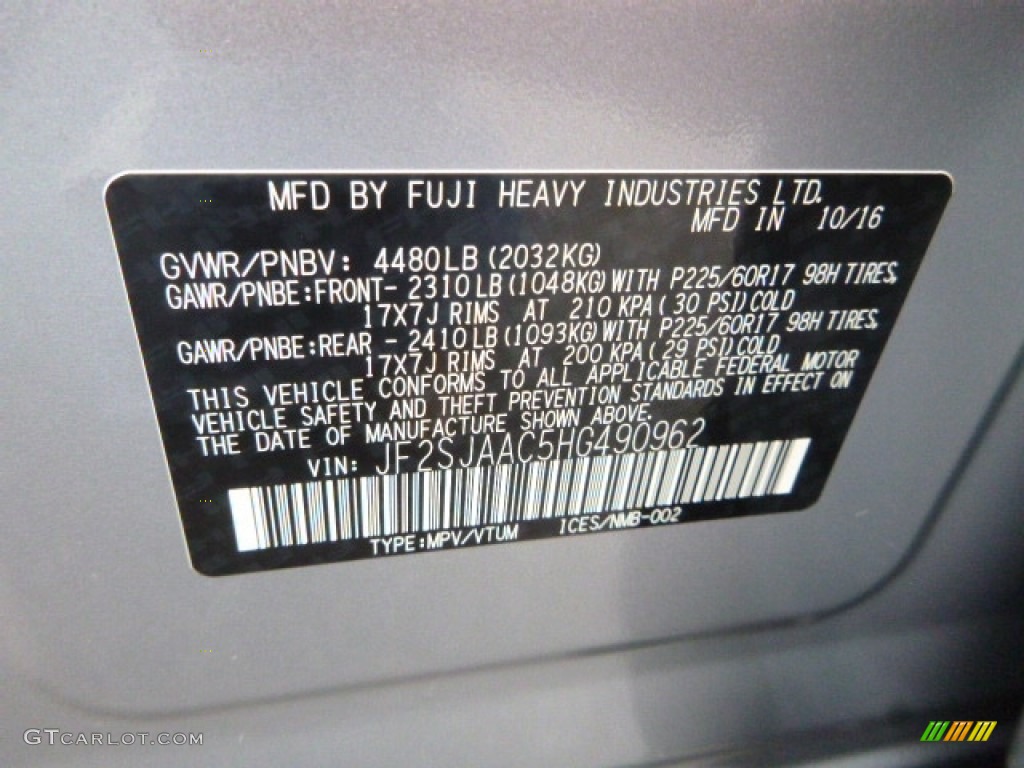 MFD BY FUJI HEAVY INDUSTRIES LTD.
MFD IN 10/16
GVWR/PNBV: 4480LB (2032KG)
GAWR/PNBE:FRONT- 2310LB (1048KG) WITH P225/60R17 98H TIRES,
17X7J RIMS AT 210 KPA (30 PSI) COLD
GAWR/PNBE:REAR - 2410LB (1093KG) WITH P225/60R17 98H TIRES,
17X7J RIMS AT 200 KPA (29 PSI) COLD
THIS VEHICLE CONFORMS TO ALL APPLICABLE FEDERAL MOTOR
VEHICLE SAFETY AND THEFT PREVENTION STANDARDS IN EFFECT ON
THE DATE OF MANUFACTURE SHOWN ABOVE.
VIN: JF2SJAAC5HG490962
TYPE:MPV/VTUM ICES/NMB-002
GTCARLOT.COM